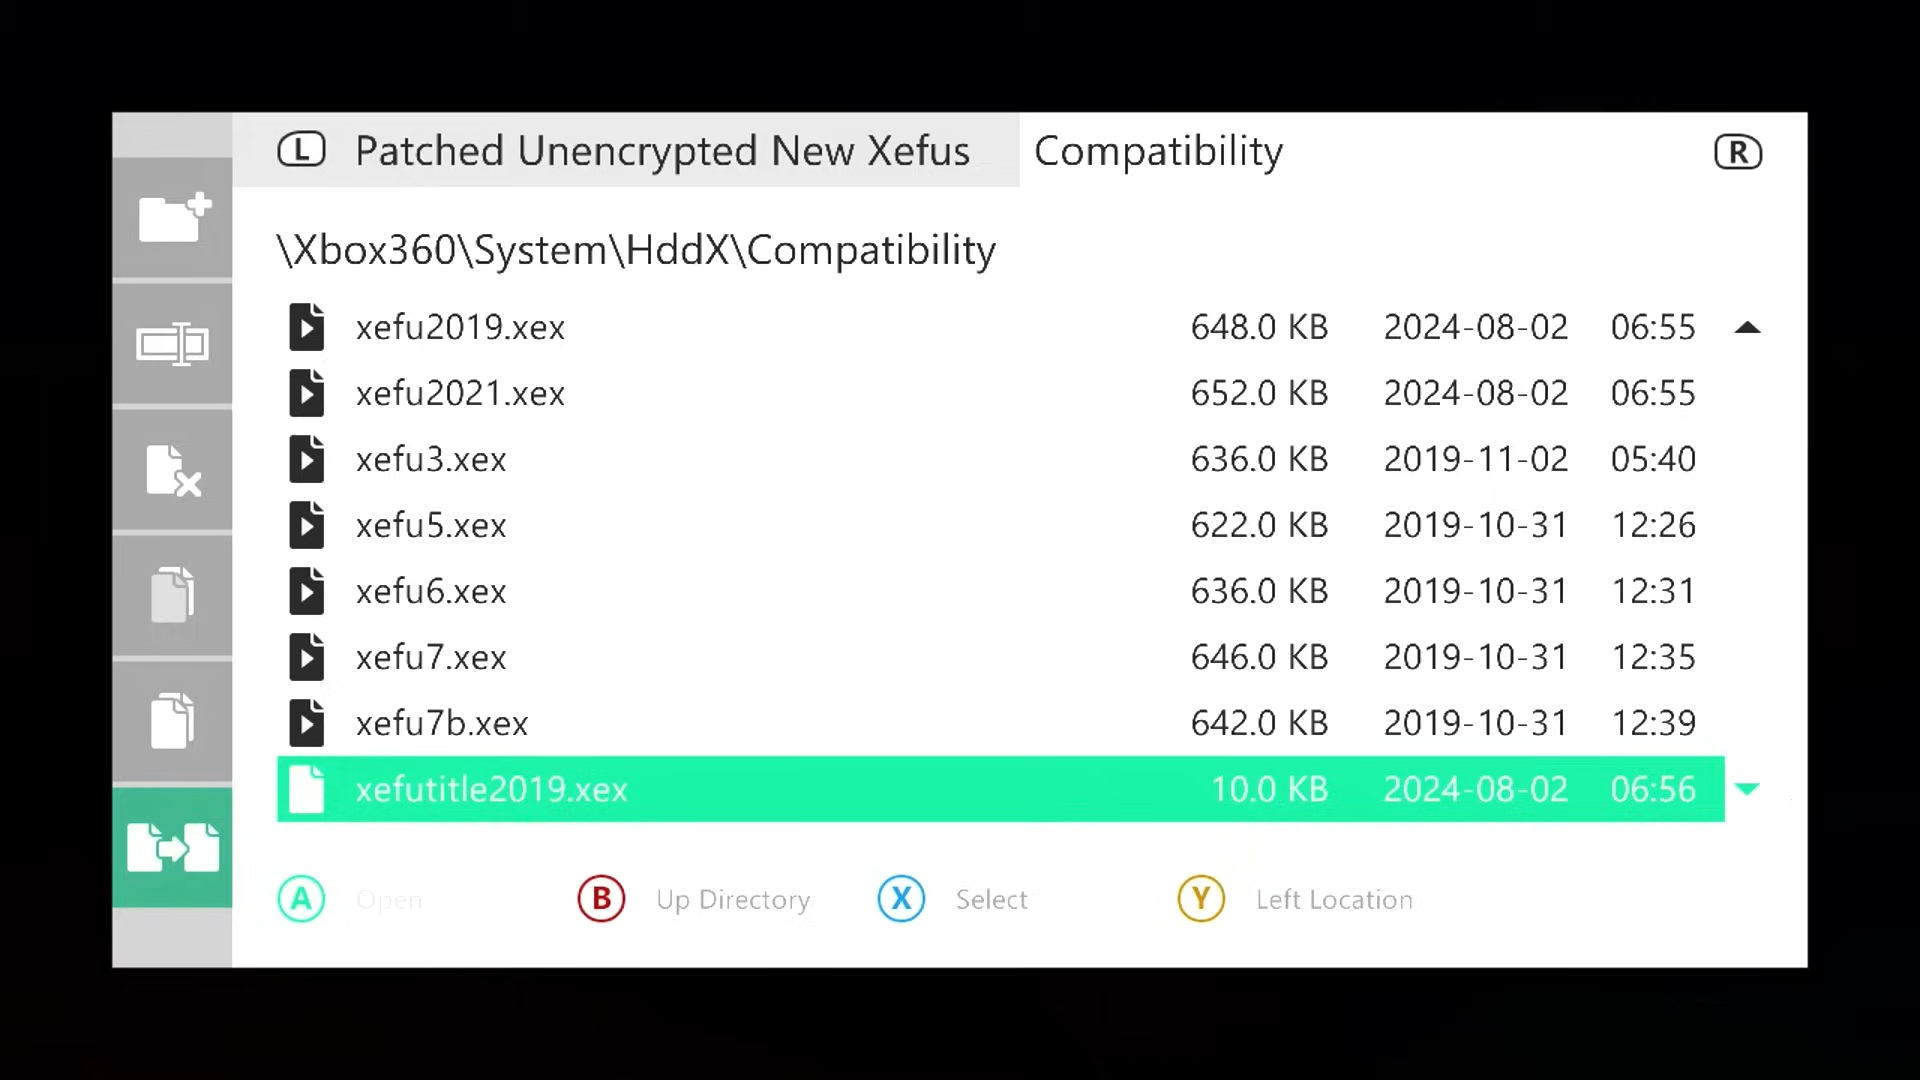 L Patched Unencrypted New Xefus Compatibility R
\Xbox360\System\HddX\Compatibility
xefu2019.xex 648.0 KB 2024-08-02 06:55
xefu2021.xex 652.0 KB 2024-08-02 06:55
xefu3.xex 636.0 KB 2019-11-02 05:40
xefu5.xex 622.0 KB 2019-10-31 12:26
xefu6.xex 636.0 KB 2019-10-31 12:31
xefu7.xex 646.0 KB 2019-10-31 12:35
xefu7b.xex 642.0 KB 2019-10-31 12:39
xefutitle2019.xex 10.0 KB 2024-08-02 06:56
A Open B Up Directory X Select Y Left Location